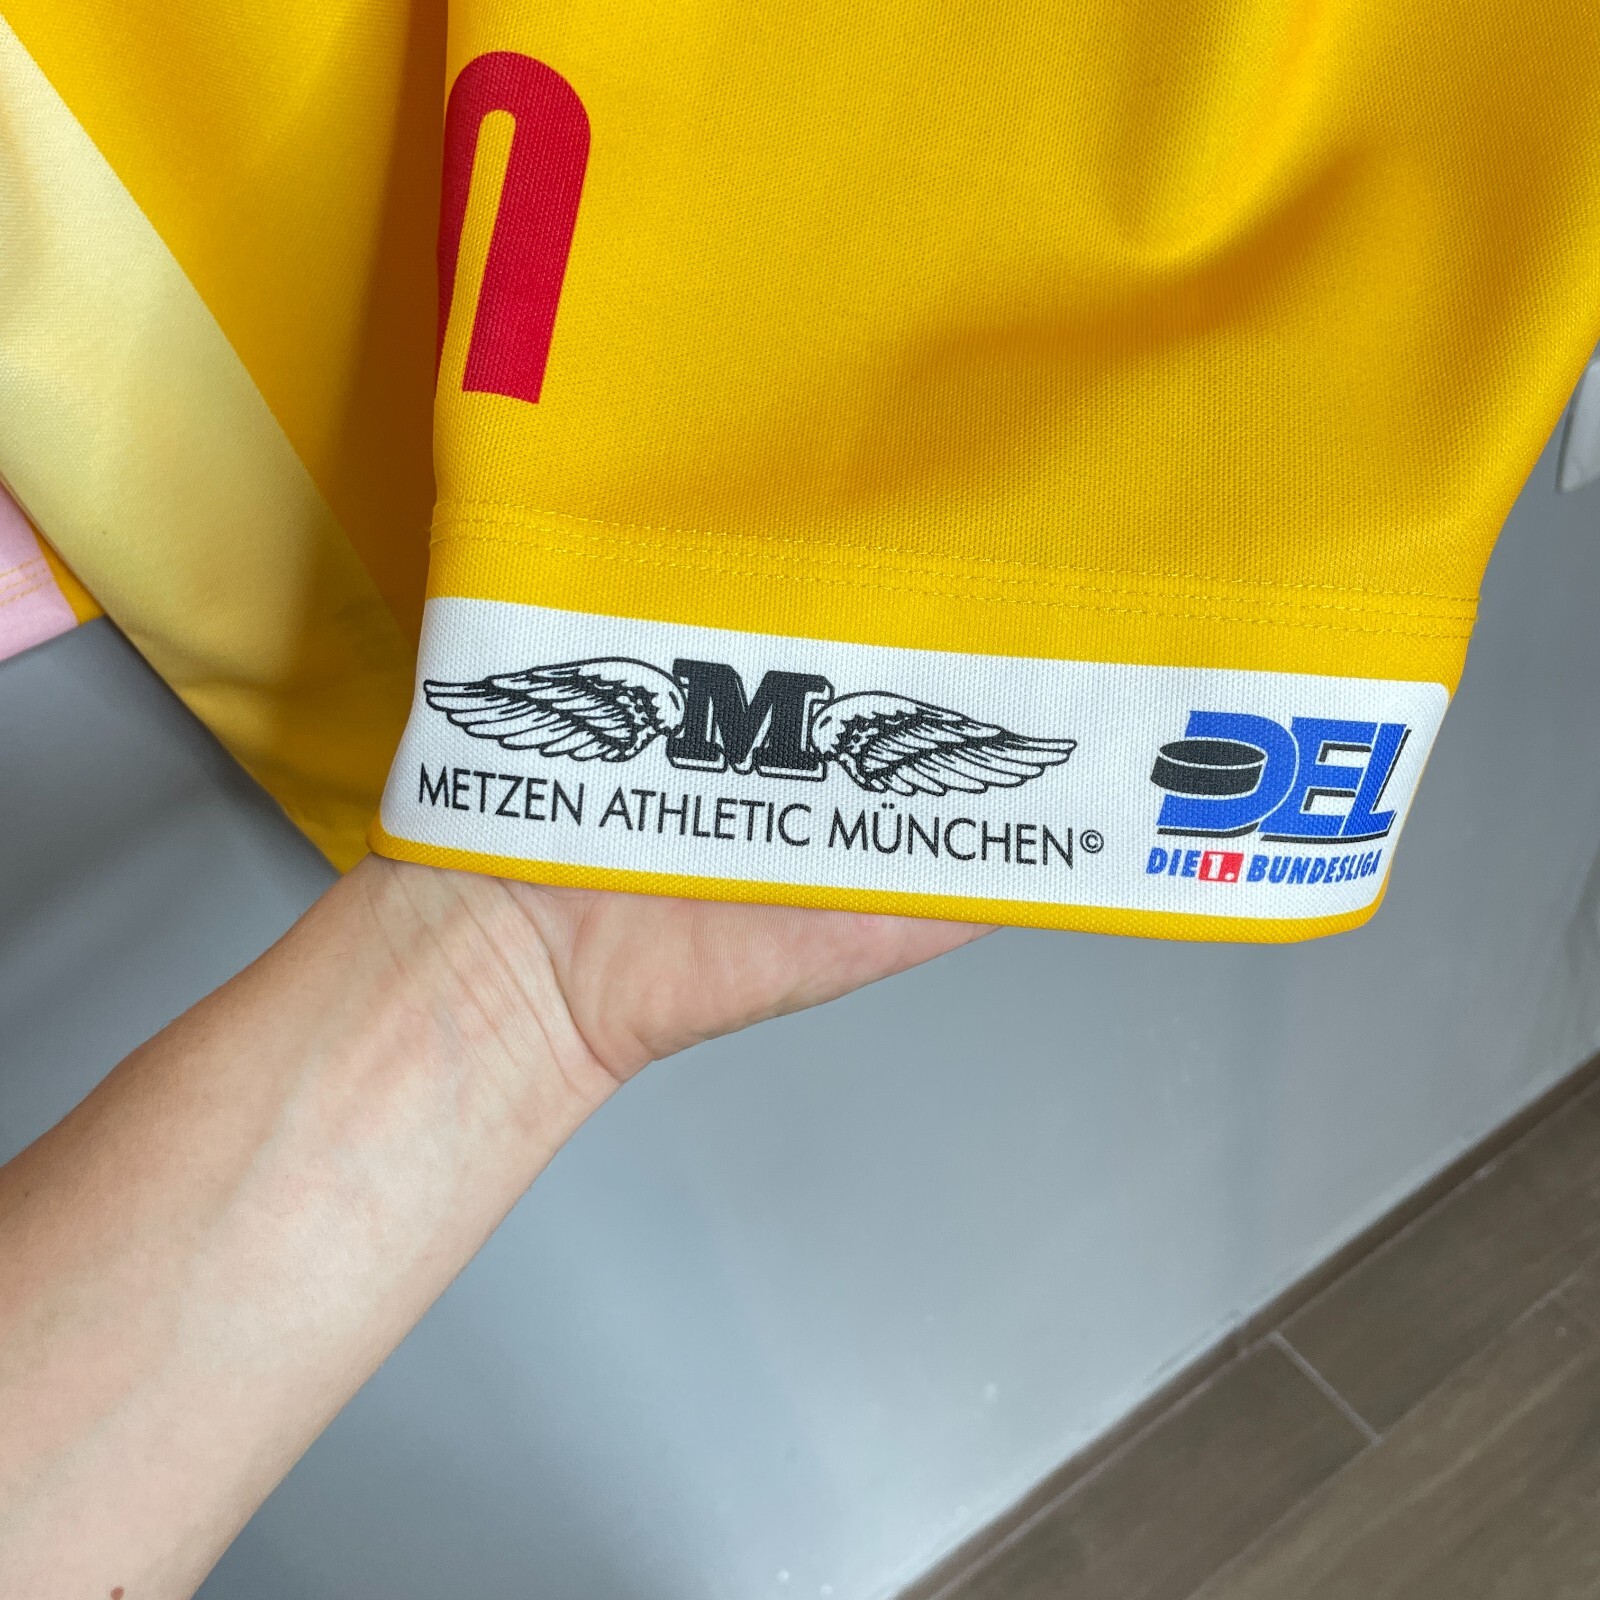 n
M
METZEN ATHLETIC MÜNCHEN©
DEL
DIE 1. BUNDESLIGA